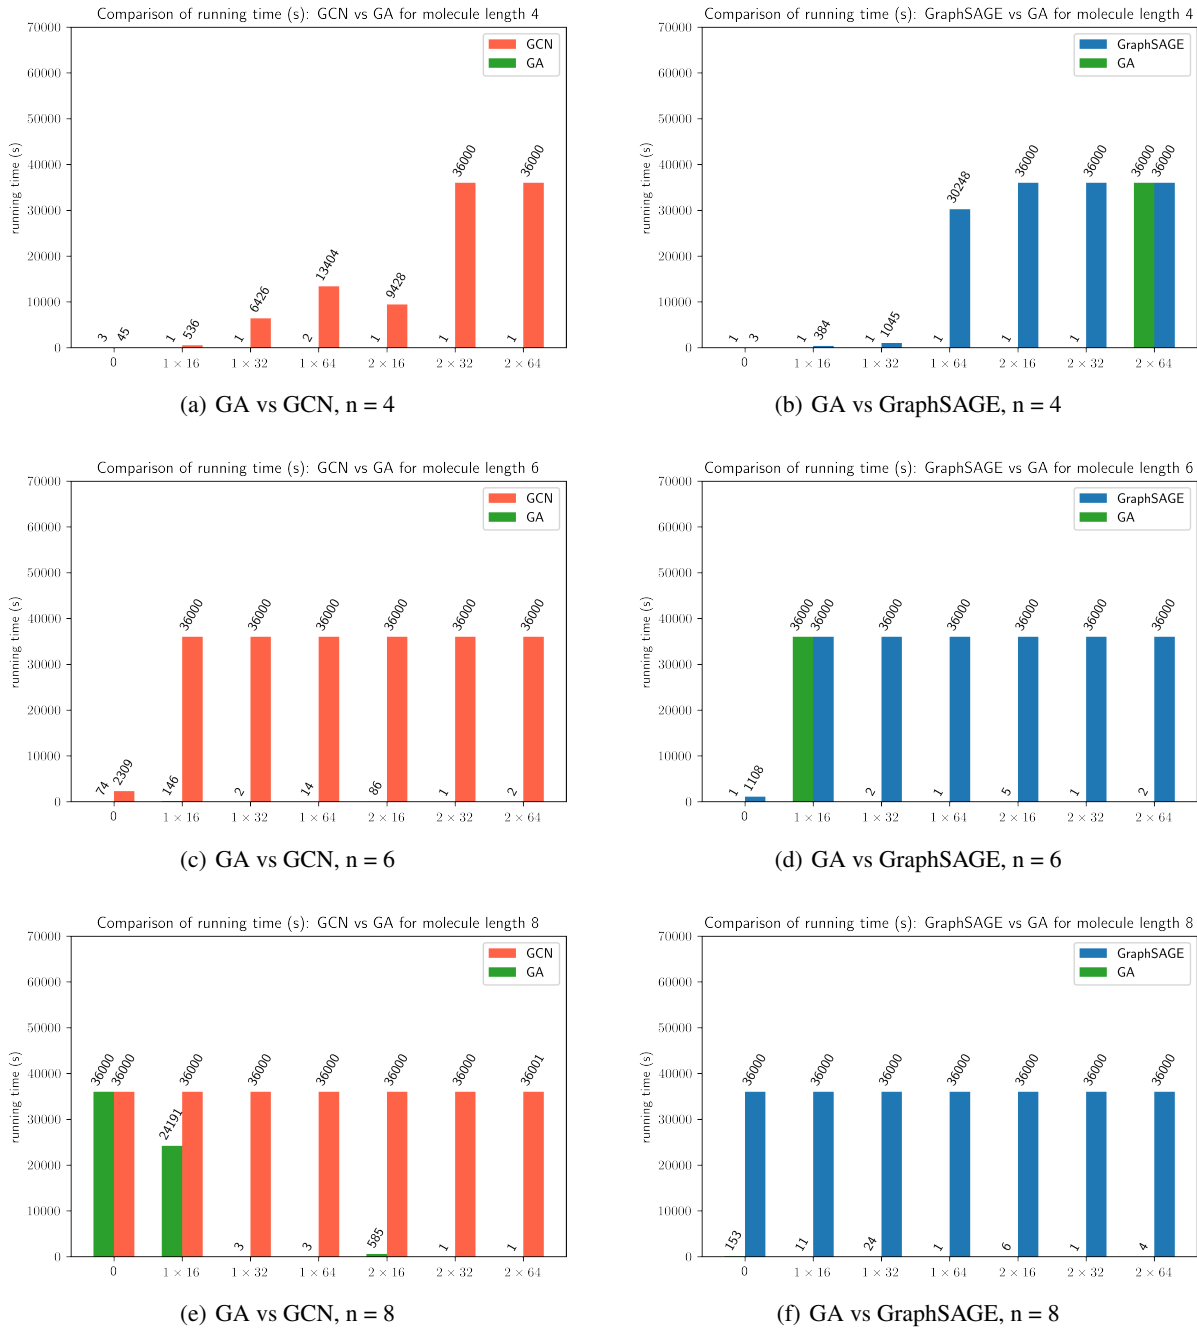 Comparison of running time (s): GCN vs GA for molecule length 4
70000
60000
50000
40000
30000
20000
10000
0
running time (s)
GCN
GA
3 45 1 536 1 6426 2 13404 1 9428 1 36000 1 36000
0 1 × 16 1 × 32 1 × 64 2 × 16 2 × 32 2 × 64
(a) GA vs GCN, n = 4
Comparison of running time (s): GraphSAGE vs GA for molecule length 4
70000
60000
50000
40000
30000
20000
10000
0
running time (s)
GraphSAGE
GA
1 3 1 384 1 1045 1 30248 1 36000 1 36000 36000 36000
0 1 × 16 1 × 32 1 × 64 2 × 16 2 × 32 2 × 64
(b) GA vs GraphSAGE, n = 4
Comparison of running time (s): GCN vs GA for molecule length 6
70000
60000
50000
40000
30000
20000
10000
0
running time (s)
GCN
GA
74 2309 146 36000 2 36000 14 36000 86 36000 1 36000 2 36000
0 1 × 16 1 × 32 1 × 64 2 × 16 2 × 32 2 × 64
(c) GA vs GCN, n = 6
Comparison of running time (s): GraphSAGE vs GA for molecule length 6
70000
60000
50000
40000
30000
20000
10000
0
running time (s)
GraphSAGE
GA
1 1108 36000 36000 2 36000 1 36000 5 36000 1 36000 2 36000
0 1 × 16 1 × 32 1 × 64 2 × 16 2 × 32 2 × 64
(d) GA vs GraphSAGE, n = 6
Comparison of running time (s): GCN vs GA for molecule length 8
70000
60000
50000
40000
30000
20000
10000
0
running time (s)
GCN
GA
36000 36000 24191 36000 3 36000 3 36000 585 36000 1 36000 1 36001
0 1 × 16 1 × 32 1 × 64 2 × 16 2 × 32 2 × 64
(e) GA vs GCN, n = 8
Comparison of running time (s): GraphSAGE vs GA for molecule length 8
70000
60000
50000
40000
30000
20000
10000
0
running time (s)
GraphSAGE
GA
153 36000 11 36000 24 36000 1 36000 6 36000 1 36000 4 36000
0 1 × 16 1 × 32 1 × 64 2 × 16 2 × 32 2 × 64
(f) GA vs GraphSAGE, n = 8